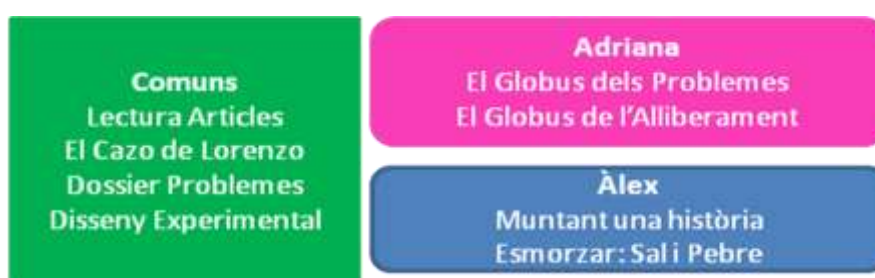 Comuns
Lectura Articles
El Cazo de Lorenzo
Dossier Problemes
Disseny Experimental
Adriana
El Globus dels Problemes
El Globus de l'Alliberament
Àlex
Muntant una història
Esmorzar: Sal i Pebre